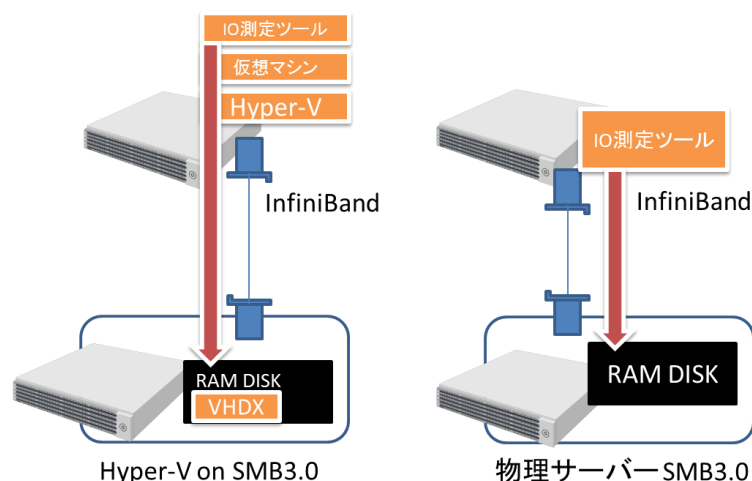 IO測定ツール
仮想マシン
Hyper-V
InfiniBand
RAM DISK
VHDX
Hyper-V on SMB3.0
IO測定ツール
InfiniBand
RAM DISK
物理サーバーSMB3.0